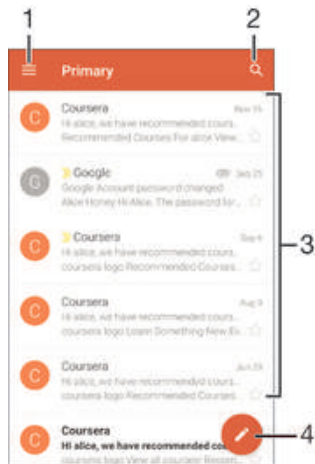 1
2
Primary
Coursera
Nov 16
Hi alice, we have recommended cours..
Recommended Courses For alice View..
3
C
Google
Sep 25
Google Account password changed
Alice Honey Hi Alice. The password for..
G
Coursera
Sep 4
Hi alice, we have recommended cours..
coursera logo Recommended Courses..
C
Coursera
Aug 9
Hi alice, we have recommended cours..
coursera logo Learn Something New
C
Coursera
Hi alice, we have recommended cours..
coursera logo Recommended Courses..
C
Coursera
Hi alice, we have recommended
coursera logo View all courses
C
4